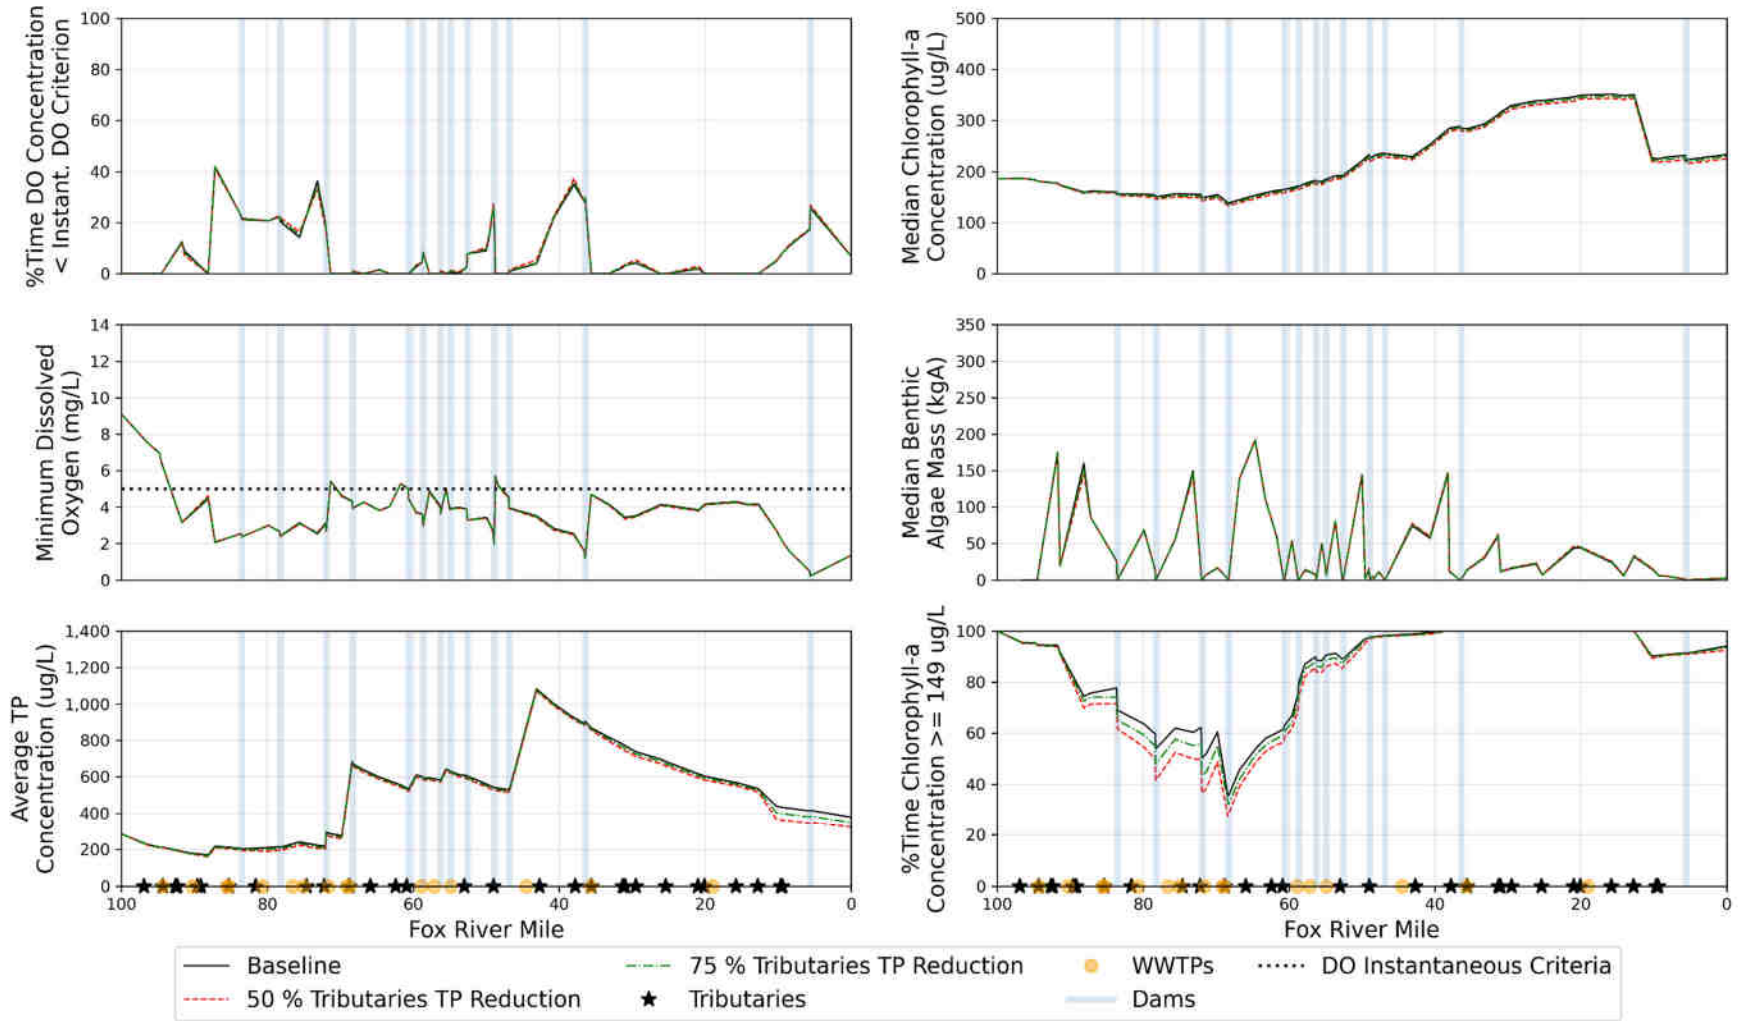 %Time DO Concentration
< Instant. DO Criterion
100
80
60
40
20
0
Median Chlorophyll-a
Concentration (ug/L)
500
400
300
200
100
0
Minimum Dissolved
Oxygen (mg/L)
14
12
10
8
6
4
2
0
Median Benthic
Algae Mass (kgA)
350
300
250
200
150
100
50
0
Average TP
Concentration (ug/L)
1,400
1,200
1,000
800
600
400
200
0
100 80 60 40 20 0
Fox River Mile
%Time Chlorophyll-a
Concentration >= 149 ug/L
100
80
60
40
20
0
100 80 60 40 20 0
Fox River Mile
Baseline 75 % Tributaries TP Reduction WWTPs DO Instantaneous Criteria
50 % Tributaries TP Reduction Tributaries Dams